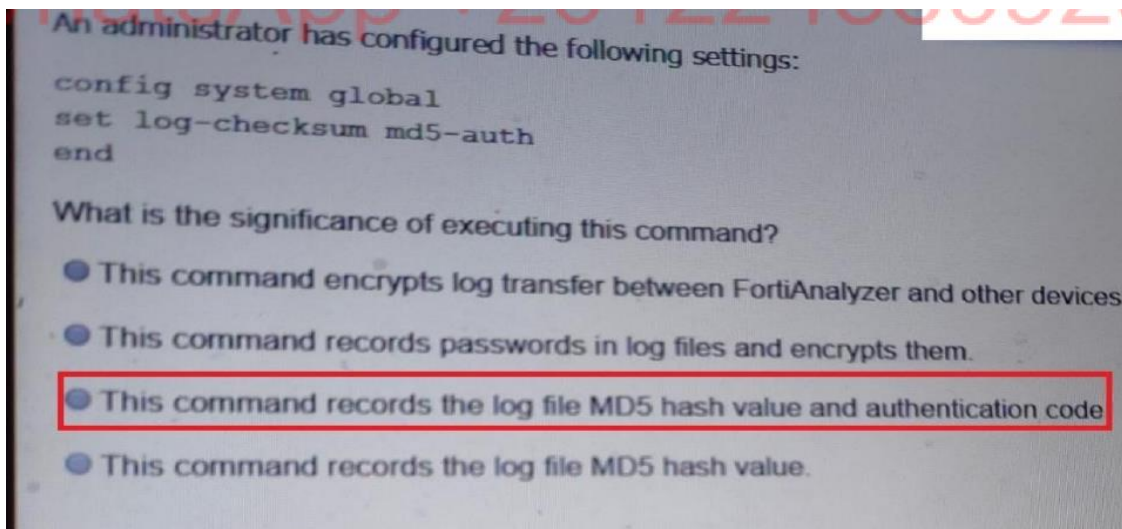 An administrator has configured the following settings:
config system global
set log-checksum md5-auth
end
What is the significance of executing this command?
This command encrypts log transfer between FortiAnalyzer and other devices
This command records passwords in log files and encrypts them.
This command records the log file MD5 hash value and authentication code
This command records the log file MD5 hash value.